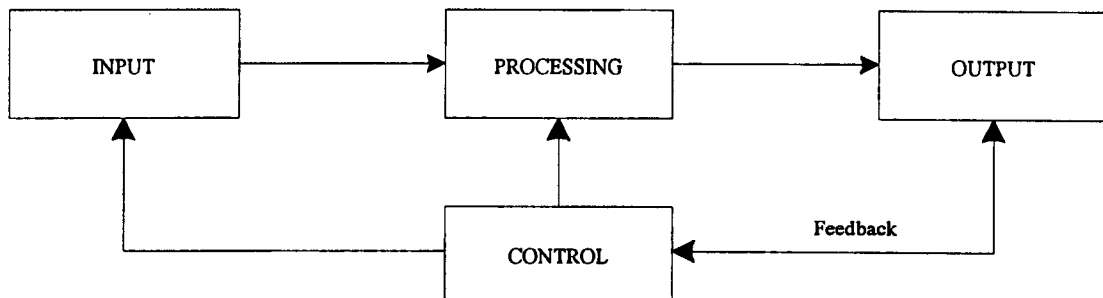 INPUT
PROCESSING
OUTPUT
Feedback
CONTROL